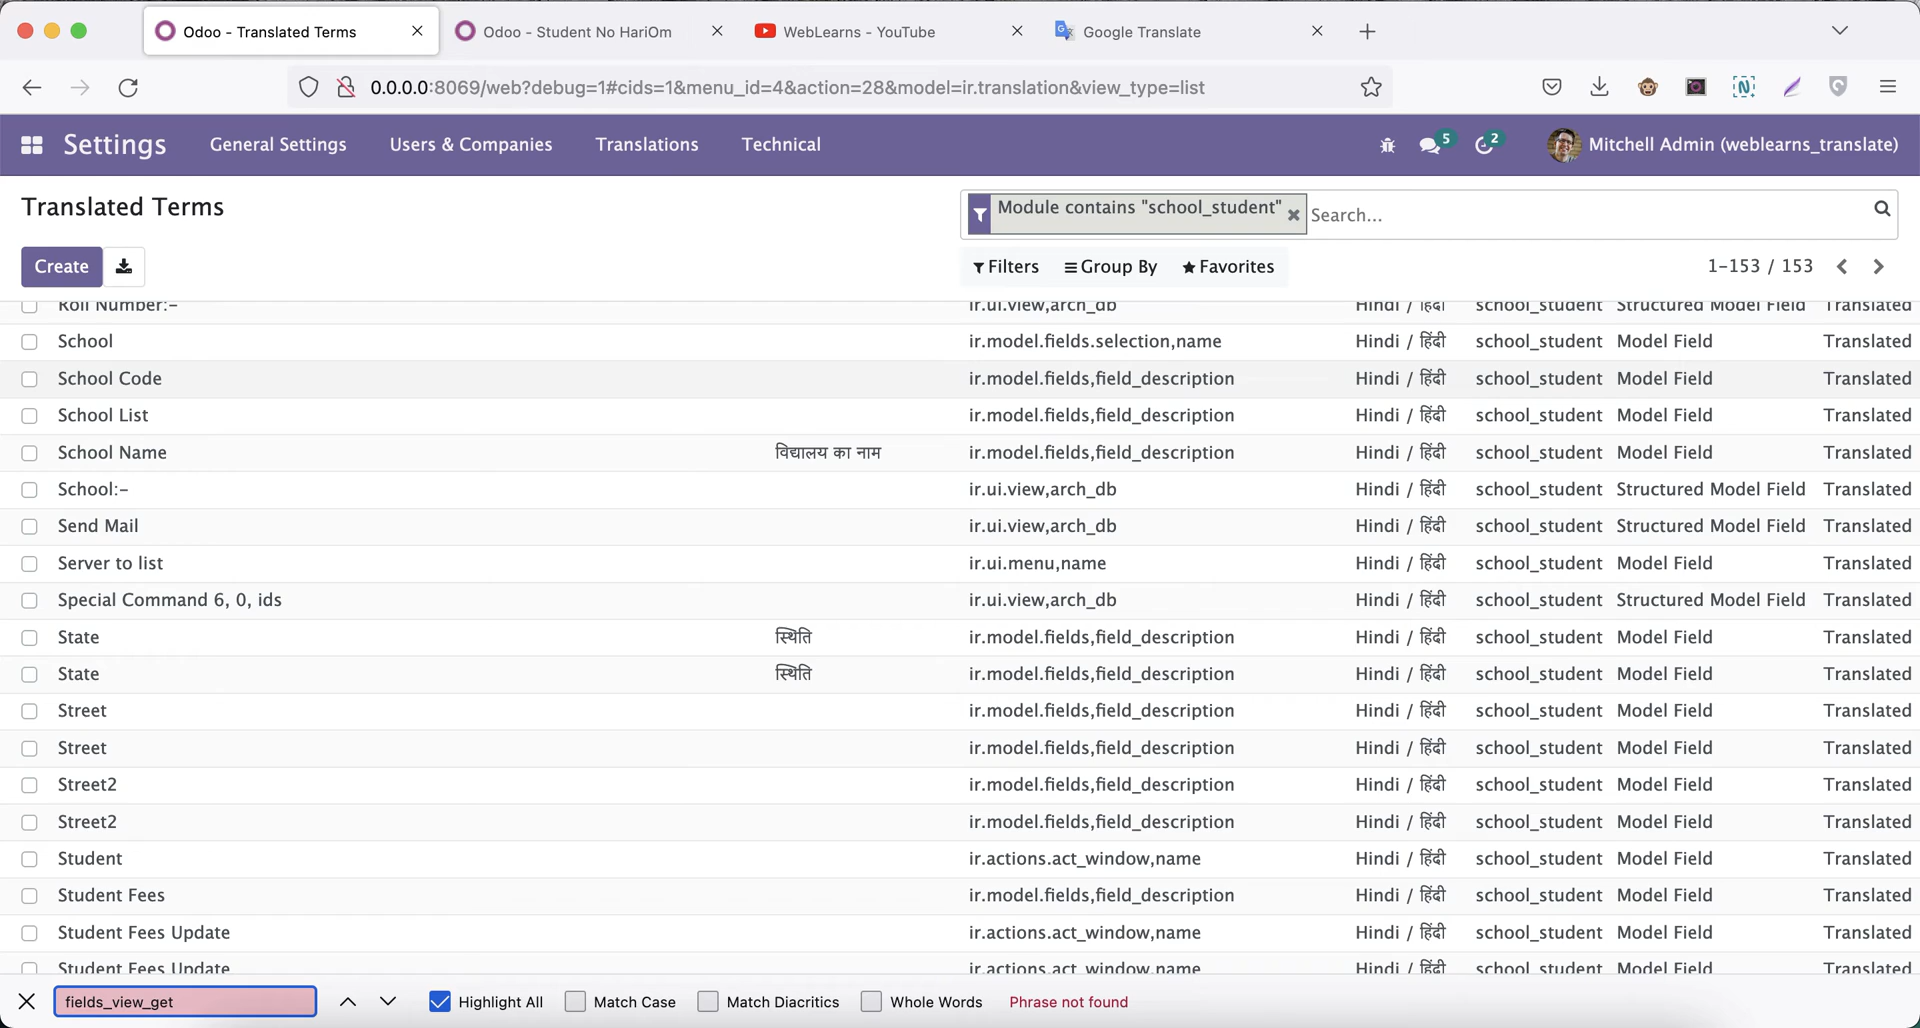 Odoo - Translated Terms
Odoo - Student No HariOm
WebLearns - YouTube
Google Translate
0.0.0.0:8069/web?debug=1#cids=1&menu_id=4&action=28&model=ir.translation&view_type=list
Settings General Settings Users & Companies Translations Technical 5 2 Mitchell Admin (weblearns_translate)
Translated Terms
Module contains "school_student" Search...
Create
Filters Group By Favorites 1-153 / 153
Roll Number:- ir.ui.view,arch_db Hindi / हिंदी school_student Structured Model Field Translated
School ir.model.fields.selection,name Hindi / हिंदी school_student Model Field Translated
School Code ir.model.fields,field_description Hindi / हिंदी school_student Model Field Translated
School List ir.model.fields,field_description Hindi / हिंदी school_student Model Field Translated
School Name विद्यालय का नाम ir.model.fields,field_description Hindi / हिंदी school_student Model Field Translated
School:- ir.ui.view,arch_db Hindi / हिंदी school_student Structured Model Field Translated
Send Mail ir.ui.view,arch_db Hindi / हिंदी school_student Structured Model Field Translated
Server to list ir.ui.menu,name Hindi / हिंदी school_student Model Field Translated
Special Command 6, 0, ids ir.ui.view,arch_db Hindi / हिंदी school_student Structured Model Field Translated
State स्थिति ir.model.fields,field_description Hindi / हिंदी school_student Model Field Translated
State स्थिति ir.model.fields,field_description Hindi / हिंदी school_student Model Field Translated
Street ir.model.fields,field_description Hindi / हिंदी school_student Model Field Translated
Street ir.model.fields,field_description Hindi / हिंदी school_student Model Field Translated
Street2 ir.model.fields,field_description Hindi / हिंदी school_student Model Field Translated
Street2 ir.model.fields,field_description Hindi / हिंदी school_student Model Field Translated
Student ir.actions.act_window,name Hindi / हिंदी school_student Model Field Translated
Student Fees ir.model.fields,field_description Hindi / हिंदी school_student Model Field Translated
Student Fees Update ir.actions.act_window,name Hindi / हिंदी school_student Model Field Translated
Student Fees Update ir.actions.act_window,name Hindi / हिंदी school_student Model Field Translated
fields_view_get Highlight All Match Case Match Diacritics Whole Words Phrase not found